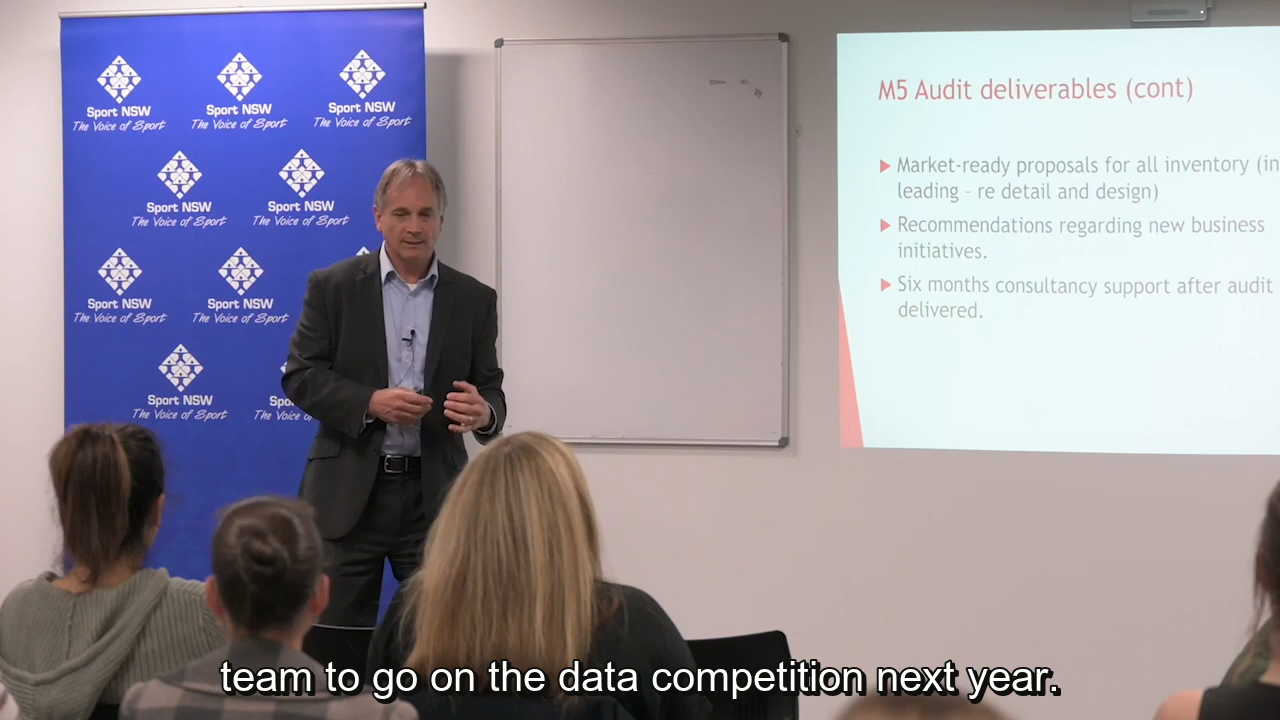 Sport NSW
The Voice of Sport
Sport NSW
The Voice of Sport
Sport NSW
The Voice of Sport
Sport NSW
The Voice of Sport
Sport NSW
The Voice of Sport
Sport NSW
The Voice of Sport
Sport NSW
The Voice of Sport
Sport NSW
The Voice of Sport
M5 Audit deliverables (cont)
Market-ready proposals for all inventory (in
leading - re detail and design)
Recommendations regarding new business
initiatives.
Six months consultancy support after audit
delivered.
team to go on the data competition next year.